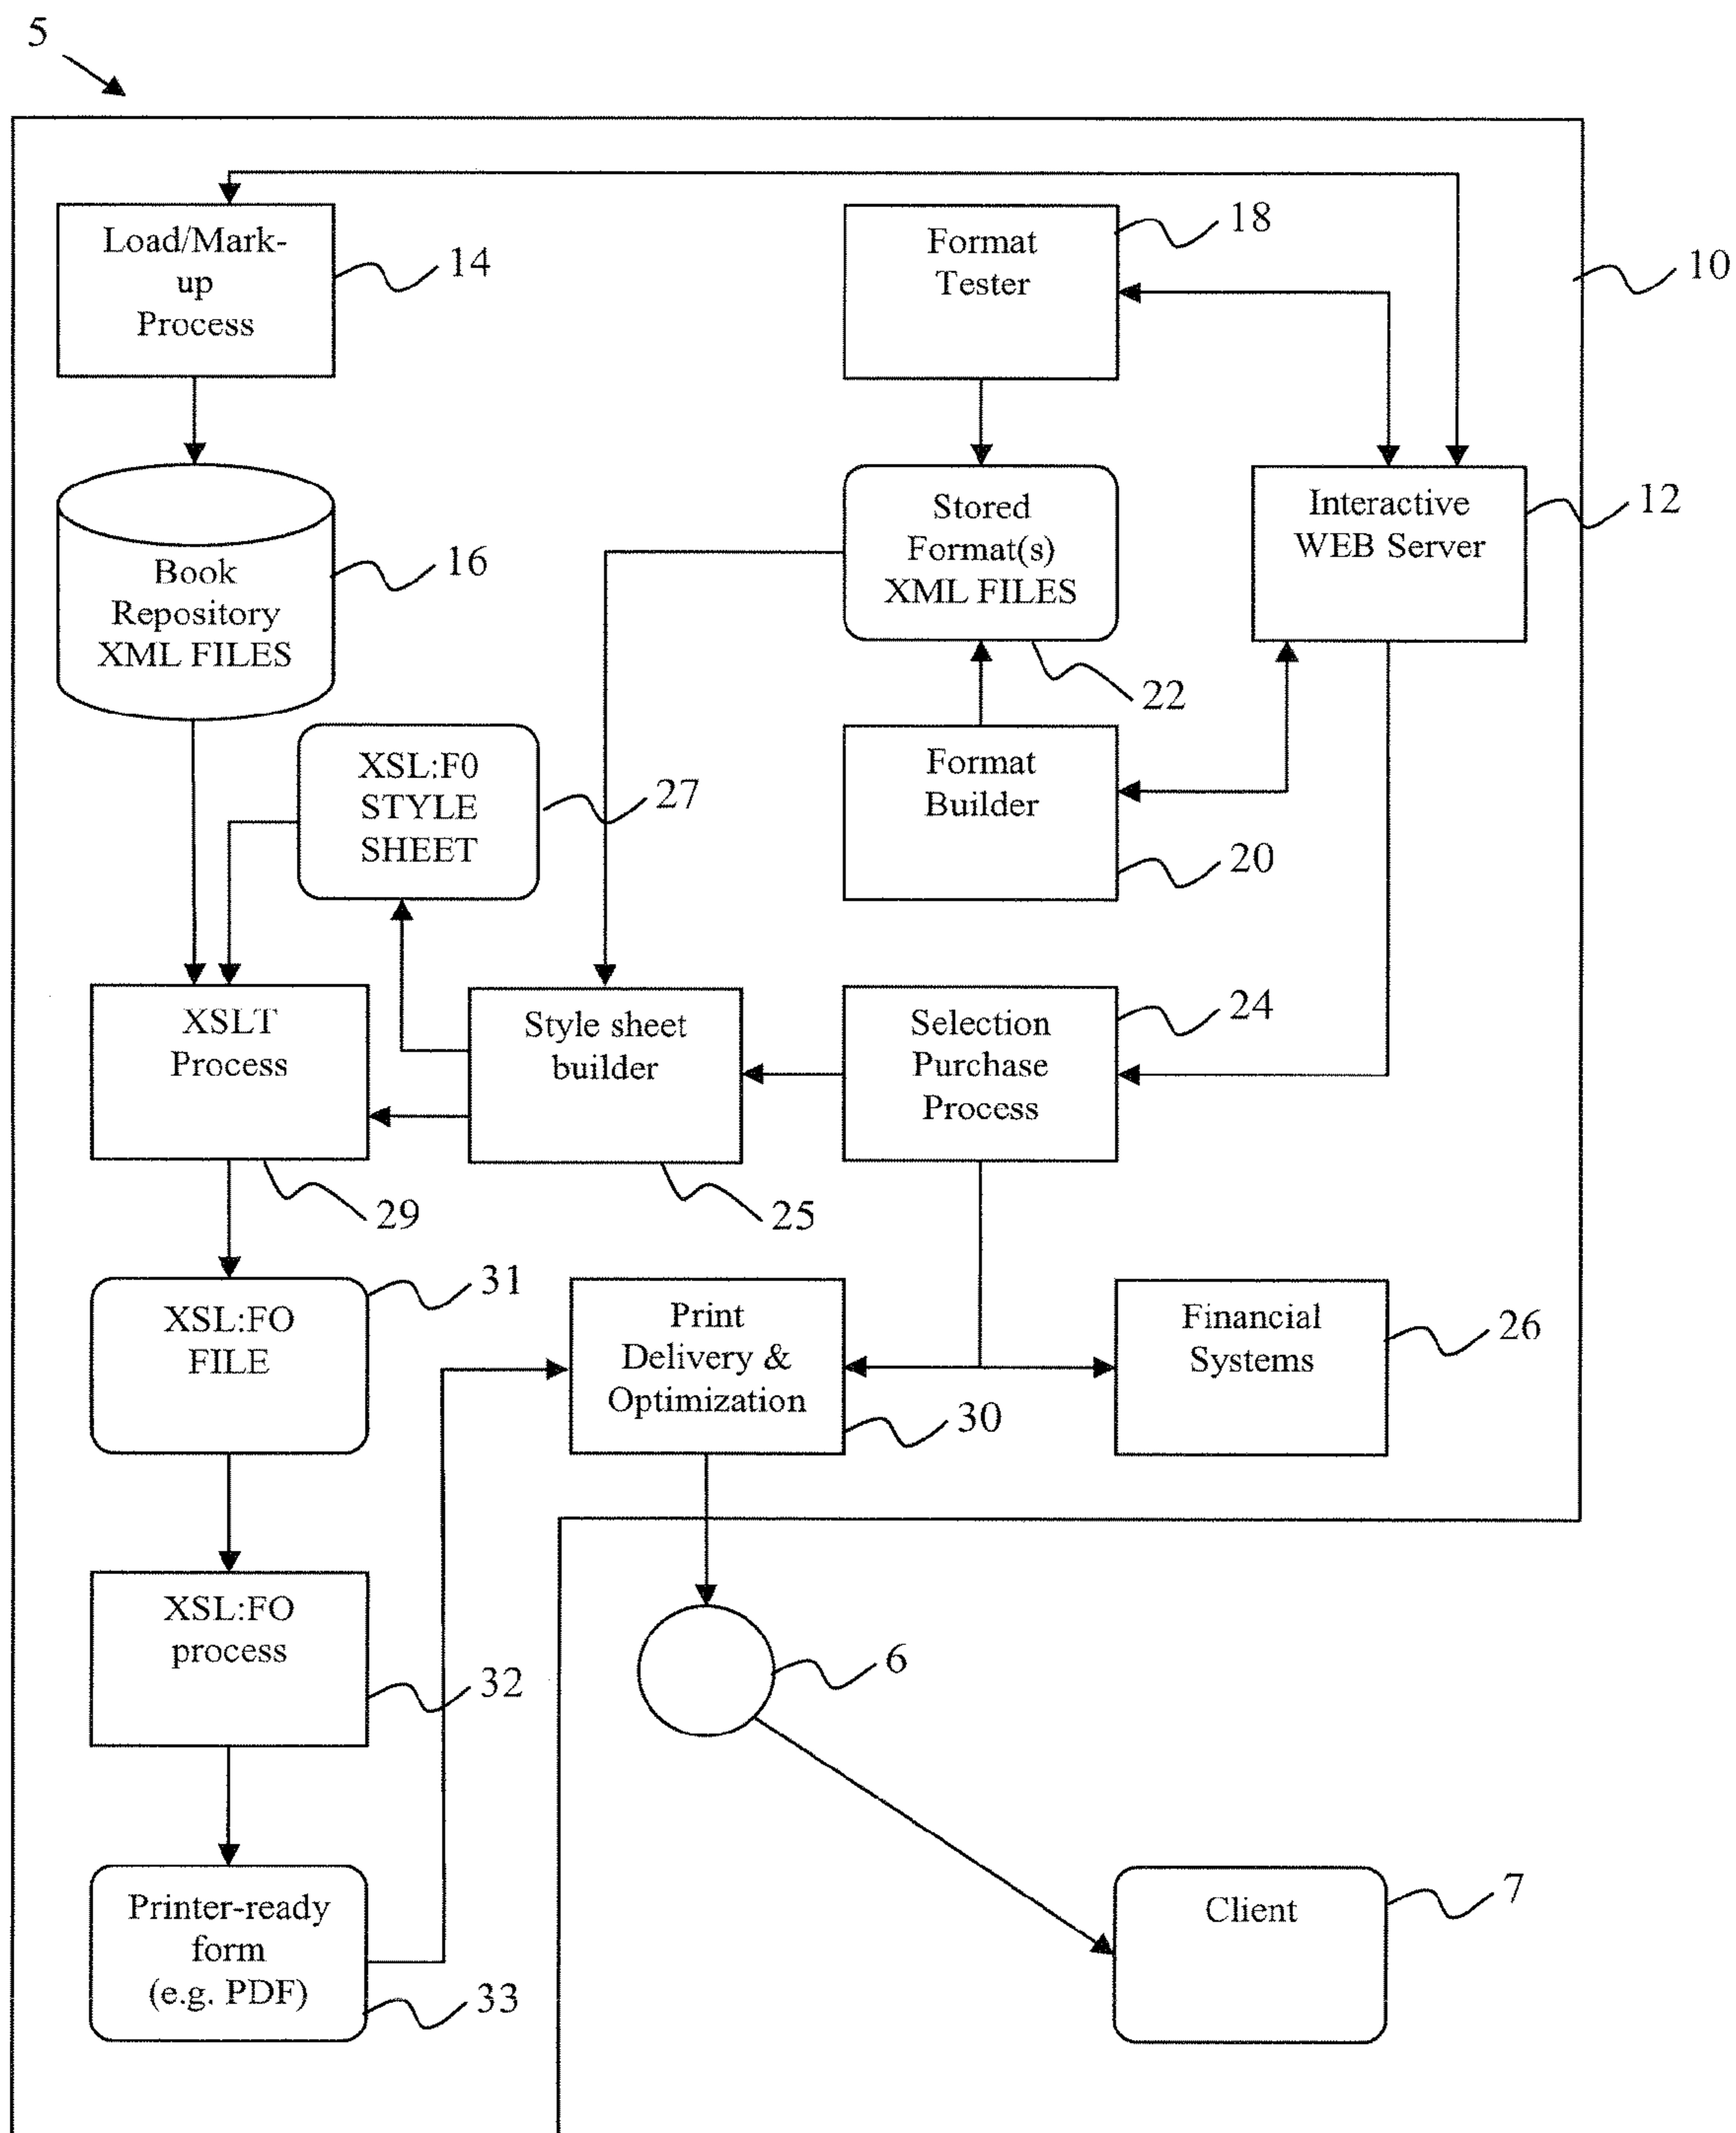 5
Load/Mark-
up
Process
14
Format
Tester
18
10
Book
Repository
XML FILES
16
Stored
Format(s)
XML FILES
22
Interactive
WEB Server
12
XSL:F0
STYLE
SHEET
27
Format
Builder
20
XSLT
Process
29
Style sheet
builder
25
Selection
Purchase
Process
24
XSL:FO
FILE
31
Print
Delivery &
Optimization
30
Financial
Systems
26
XSL:FO
process
32
6
Printer-ready
form
(e.g. PDF)
33
Client
7